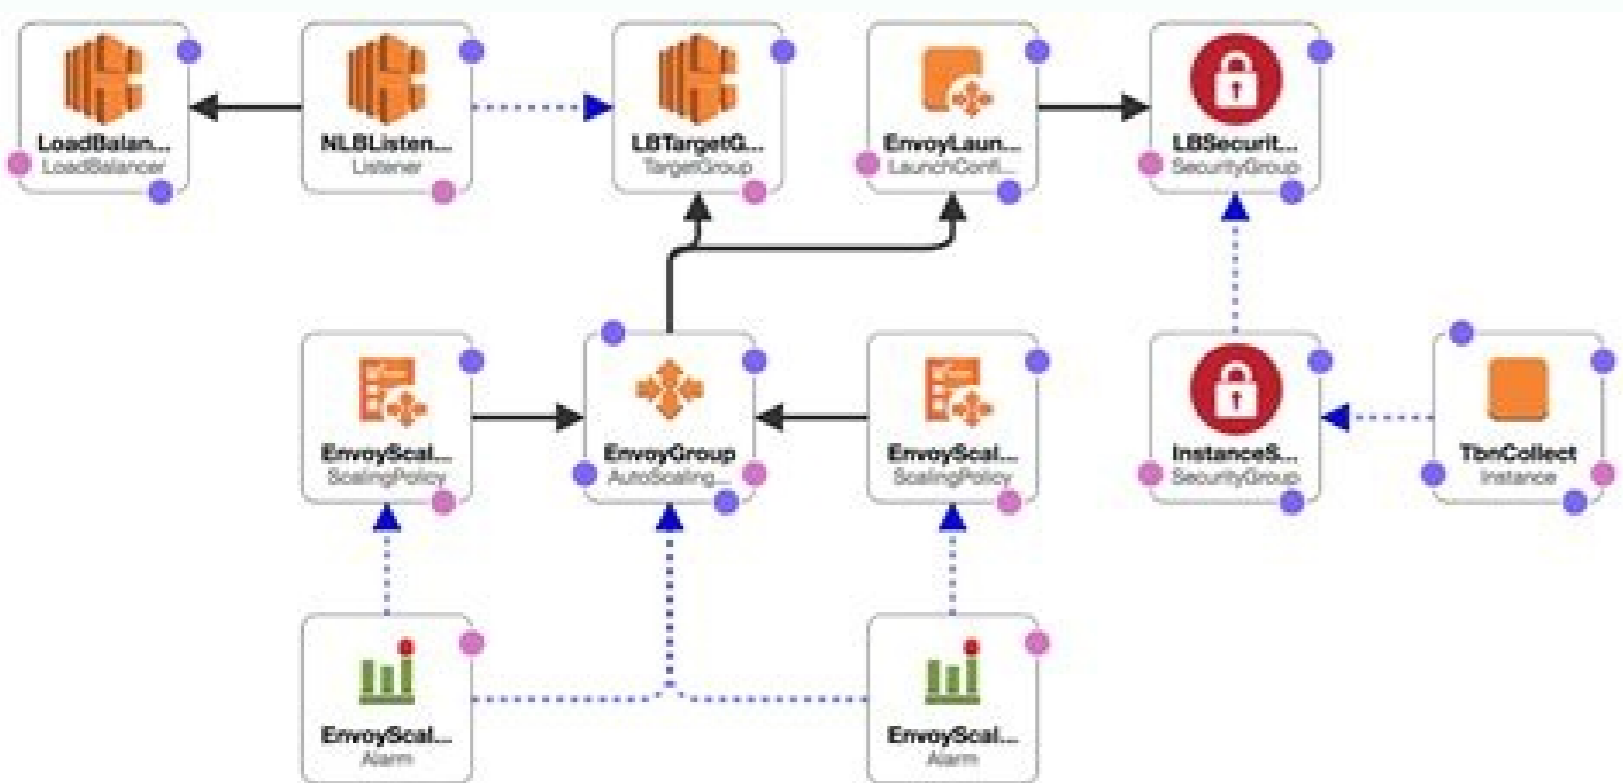 LoadBalan...
LoadBalancer
NLBListen...
Listener
LBTargetG...
TargetGroup
EnvoyLaun...
LaunchConfi...
LBSecurit...
SecurityGroup
EnvoyScal...
ScalingPolicy
EnvoyGroup
AutoScaling...
EnvoyScal...
ScalingPolicy
InstanceS...
SecurityGroup
TbnCollect
Instance
EnvoyScal...
Alarm
EnvoyScal...
Alarm